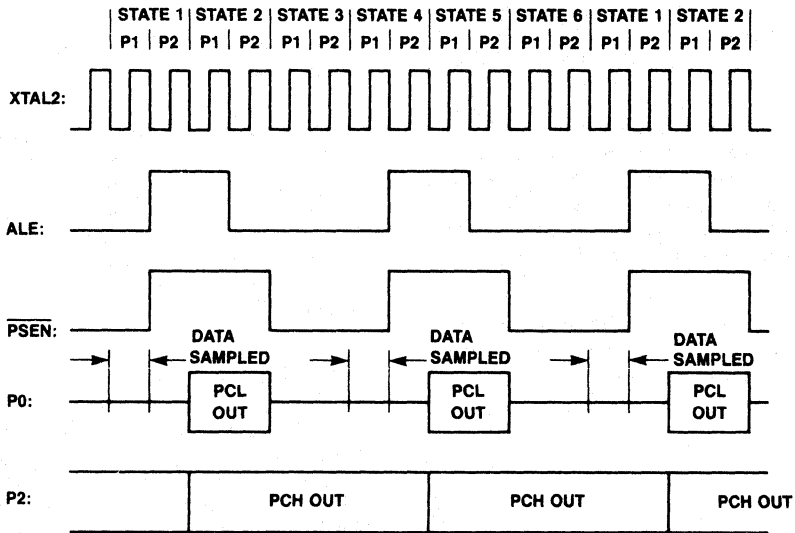 STATE 1 STATE 2 STATE 3 STATE 4 STATE 5 STATE 6 STATE 1 STATE 2
P1 P2 P1 P2 P1 P2 P1 P2 P1 P2 P1 P2 P1 P2 P1 P2
XTAL2:
ALE:
PSEN:
DATA SAMPLED
DATA SAMPLED
DATA SAMPLED
P0:
PCL OUT
PCL OUT
PCL OUT
P2:
PCH OUT PCH OUT PCH OUT